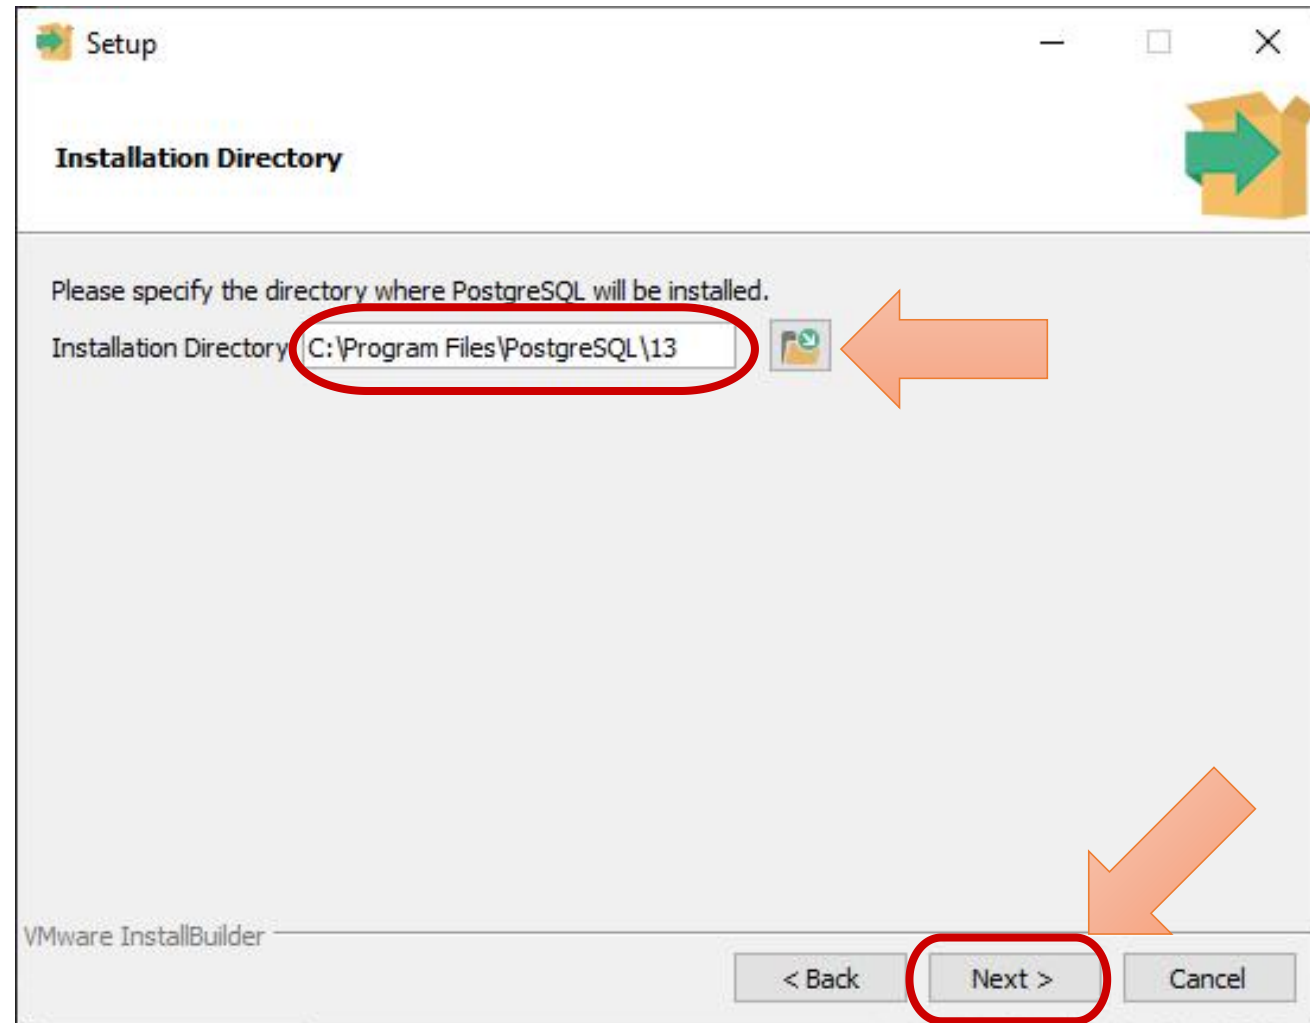 Setup
Installation Directory
Please specify the directory where PostgreSQL will be installed.
Installation Directory C:\Program Files\PostgreSQL\13
VMware InstallBuilder
< Back Next > Cancel